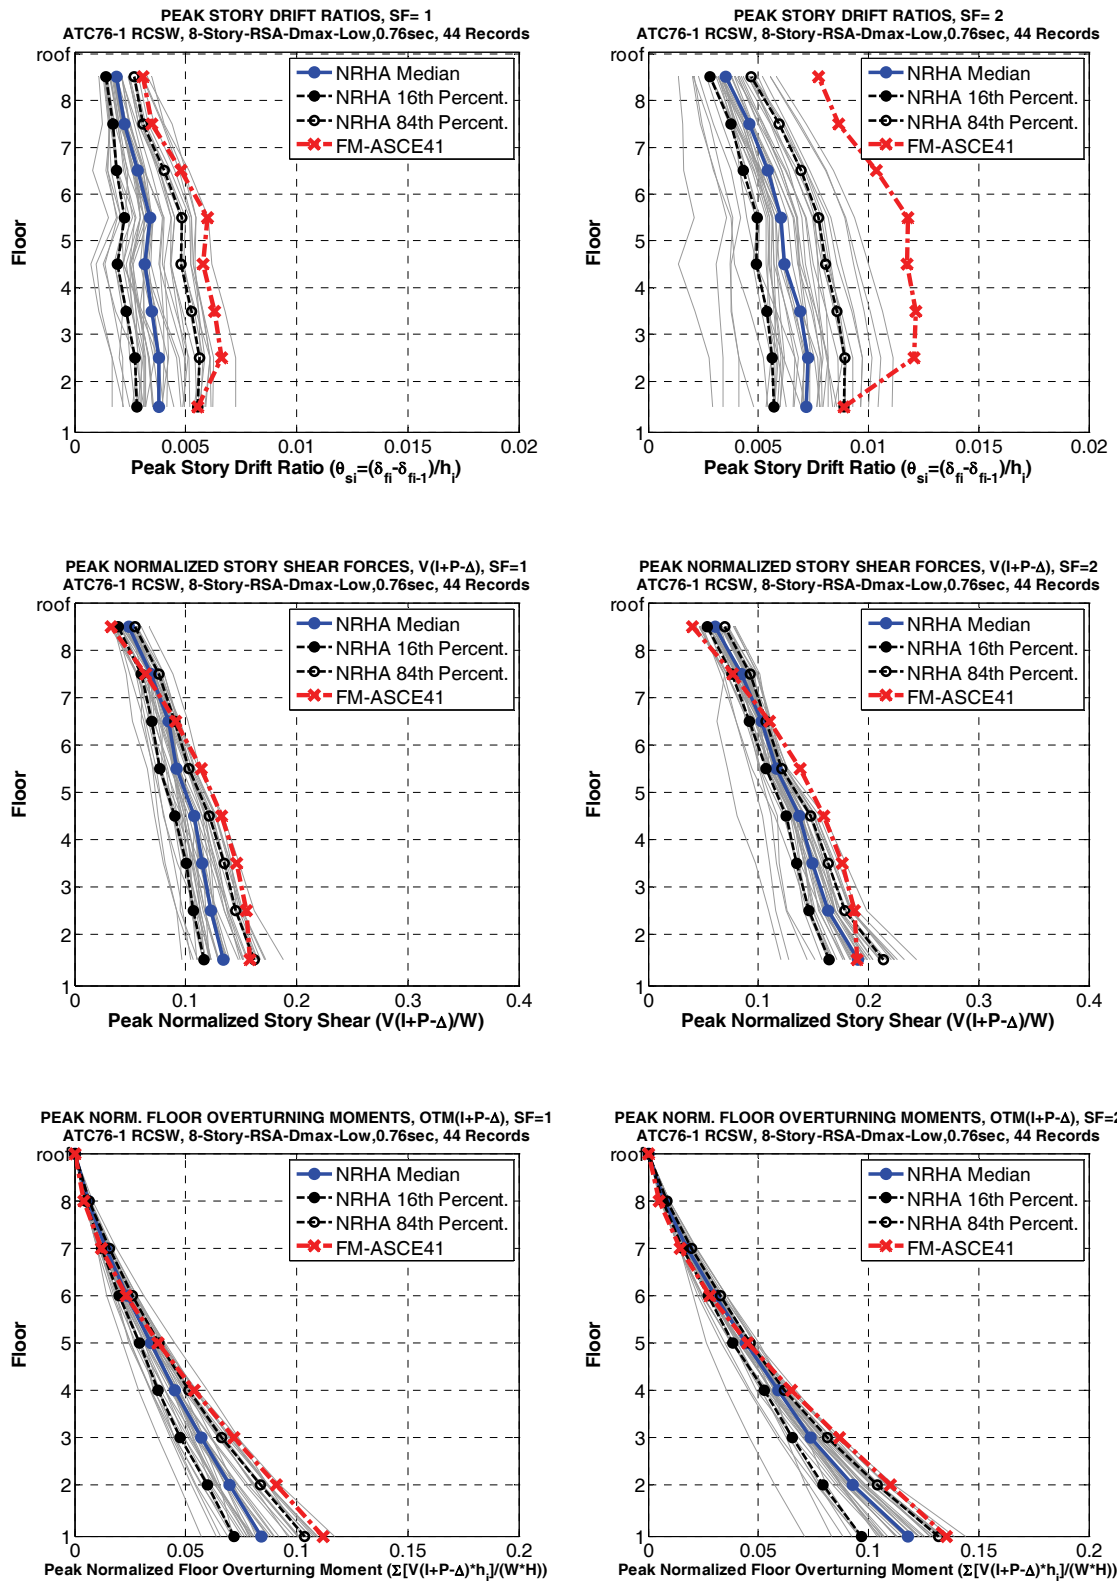 PEAK STORY DRIFT RATIOS, SF= 1
ATC76-1 RCSW, 8-Story-RSA-Dmax-Low,0.76sec, 44 Records
roof
8
7
6
5
4
3
2
1
Floor
NRHA Median
NRHA 16th Percent.
NRHA 84th Percent.
FM-ASCE41
0 0.005 0.01 0.015 0.02
Peak Story Drift Ratio (θsi=(δfi-δfi-1)/hi)
PEAK STORY DRIFT RATIOS, SF= 2
ATC76-1 RCSW, 8-Story-RSA-Dmax-Low,0.76sec, 44 Records
roof
8
7
6
5
4
3
2
1
Floor
NRHA Median
NRHA 16th Percent.
NRHA 84th Percent.
FM-ASCE41
0 0.005 0.01 0.015 0.02
Peak Story Drift Ratio (θsi=(δfi-δfi-1)/hi)
PEAK NORMALIZED STORY SHEAR FORCES, V(I+P-Δ), SF=1
ATC76-1 RCSW, 8-Story-RSA-Dmax-Low,0.76sec, 44 Records
roof
8
7
6
5
4
3
2
1
Floor
NRHA Median
NRHA 16th Percent.
NRHA 84th Percent.
FM-ASCE41
0 0.1 0.2 0.3 0.4
Peak Normalized Story Shear (V(I+P-Δ)/W)
PEAK NORMALIZED STORY SHEAR FORCES, V(I+P-Δ), SF=2
ATC76-1 RCSW, 8-Story-RSA-Dmax-Low,0.76sec, 44 Records
roof
8
7
6
5
4
3
2
1
Floor
NRHA Median
NRHA 16th Percent.
NRHA 84th Percent.
FM-ASCE41
0 0.1 0.2 0.3 0.4
Peak Normalized Story Shear (V(I+P-Δ)/W)
PEAK NORM. FLOOR OVERTURNING MOMENTS, OTM(I+P-Δ), SF=1
ATC76-1 RCSW, 8-Story-RSA-Dmax-Low,0.76sec, 44 Records
roof
8
7
6
5
4
3
2
1
Floor
NRHA Median
NRHA 16th Percent.
NRHA 84th Percent.
FM-ASCE41
0 0.05 0.1 0.15 0.2
Peak Normalized Floor Overturning Moment (Σ[V(I+P-Δ)*hi]/(W*H))
PEAK NORM. FLOOR OVERTURNING MOMENTS, OTM(I+P-Δ), SF=2
ATC76-1 RCSW, 8-Story-RSA-Dmax-Low,0.76sec, 44 Records
roof
8
7
6
5
4
3
2
1
Floor
NRHA Median
NRHA 16th Percent.
NRHA 84th Percent.
FM-ASCE41
0 0.05 0.1 0.15 0.2
Peak Normalized Floor Overturning Moment (Σ[V(I+P-Δ)*hi]/(W*H))